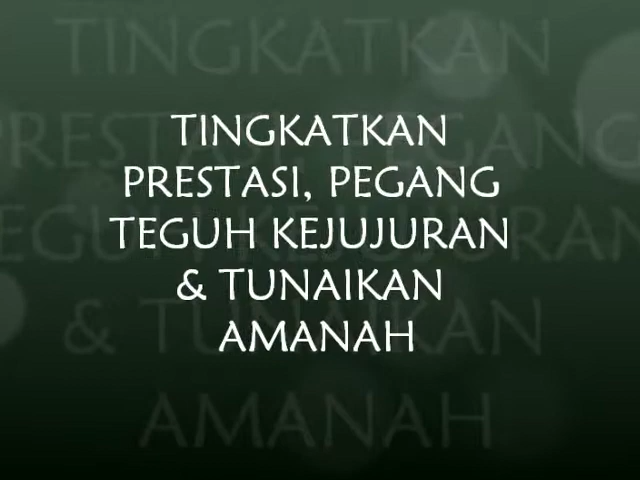 TINGKATKAN
PRESTASI, PEGANG
TEGUH KEJUJURAN
& TUNAIKAN
AMANAH